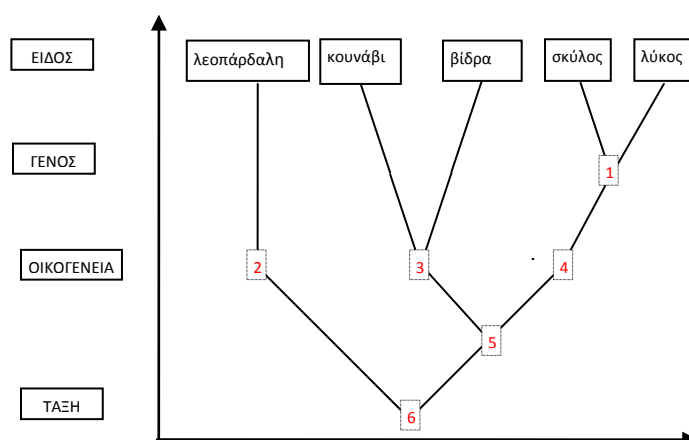 ΕΙΔΟΣ
λεοπάρδαλη
κουνάβι
βίδρα
σκύλος
λύκος
ΓΕΝΟΣ
1
ΟΙΚΟΓΕΝΕΙΑ
2
3
4
5
ΤΑΞΗ
6